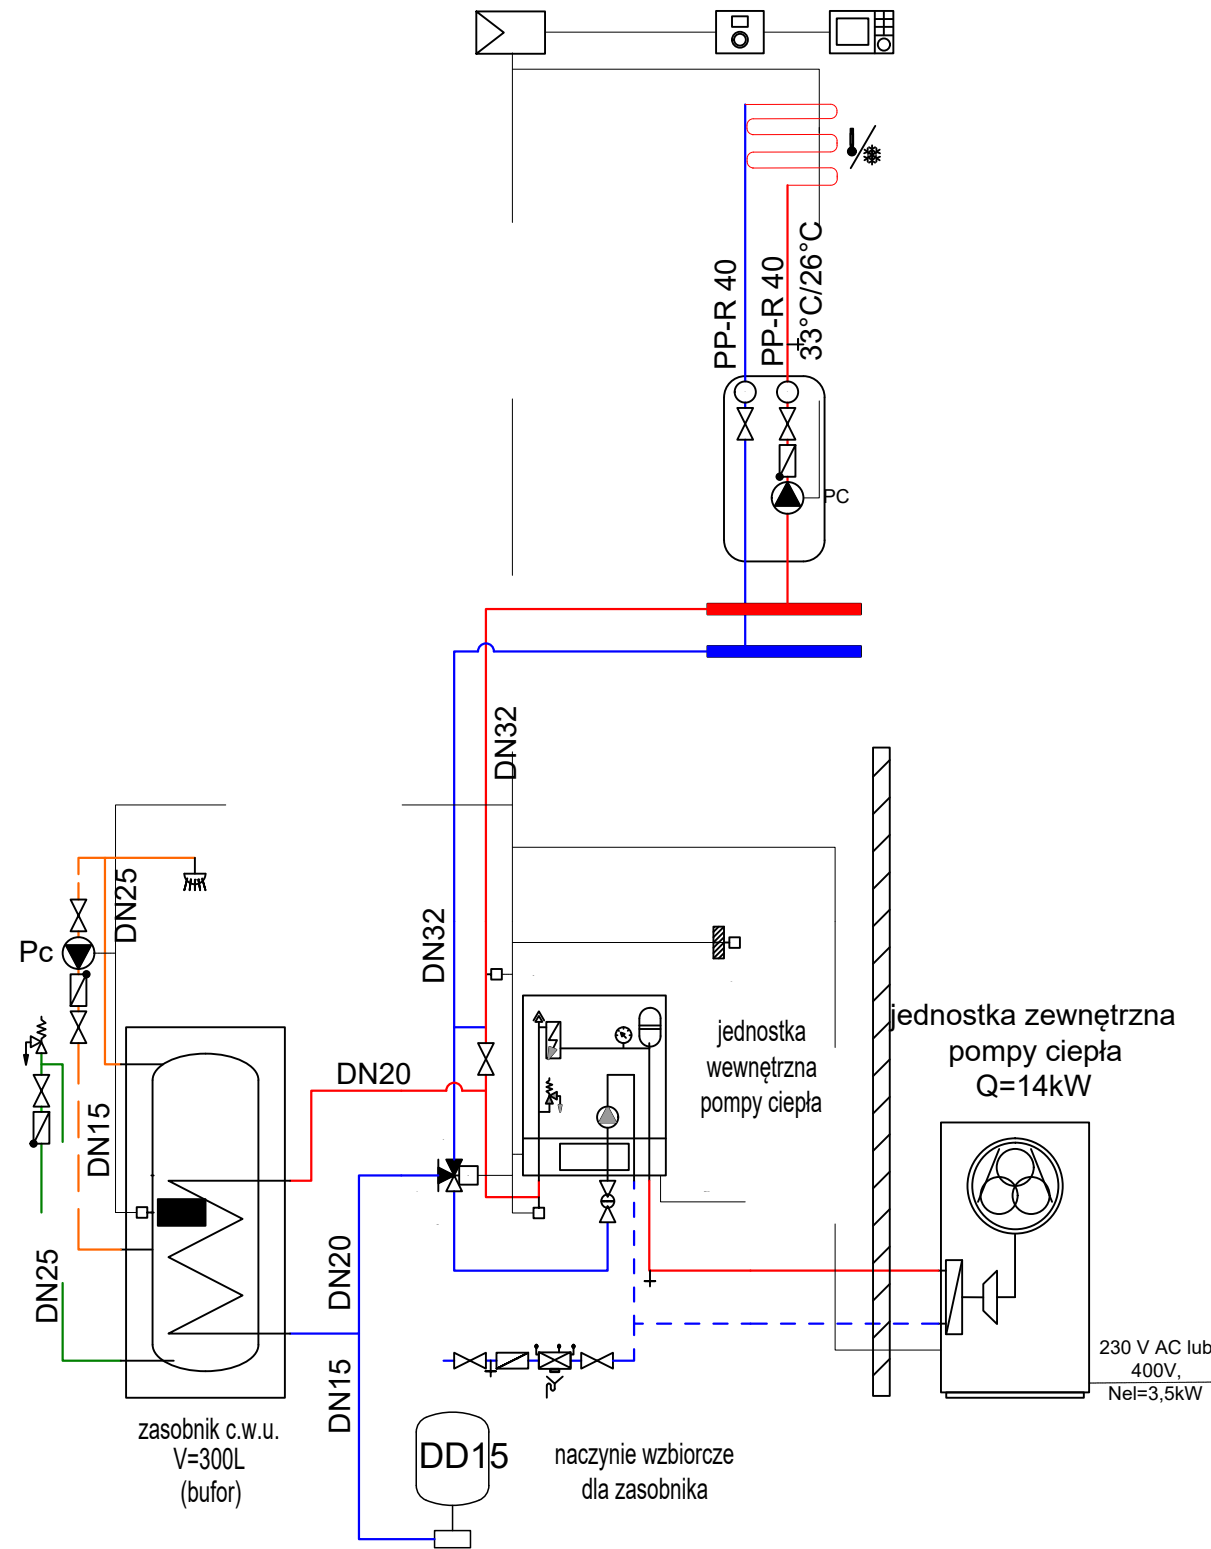 PP-R 40
PP-R 40
33°C/26°C
PC
DN32
DN32
DN25
Pc
DN20
DN15
jednostka
wewnętrzna
pompy ciepła
jednostka zewnętrzna
pompy ciepła
Q=14kW
DN25
DN20
DN15
230 V AC lub
400V,
Nel=3,5kW
zasobnik c.w.u.
V=300L
(bufor)
DD15
naczynie wzbiorcze
dla zasobnika